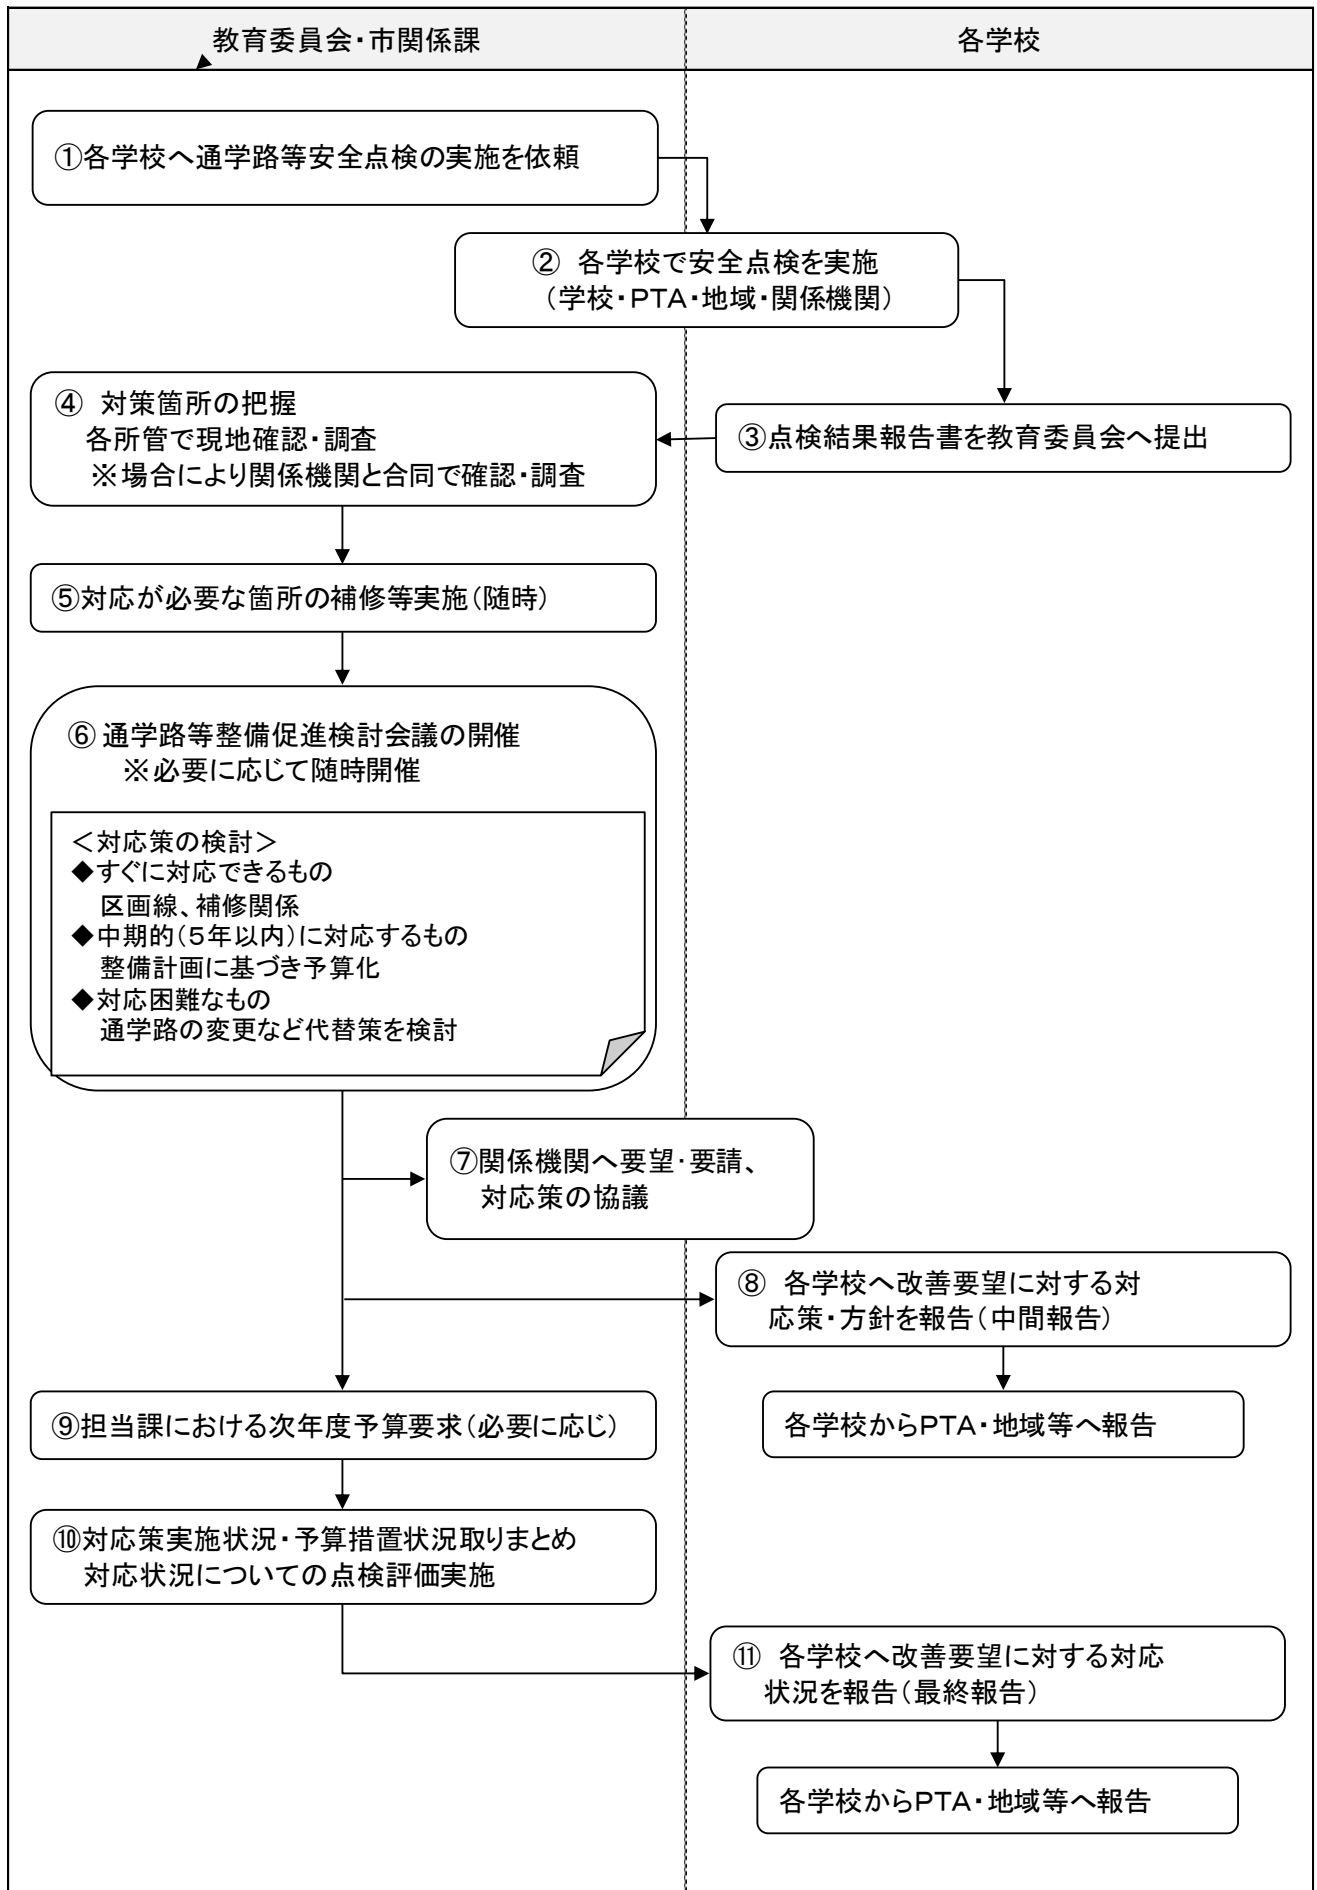 教育委員会・市関係課
各学校
①各学校へ通学路等安全点検の実施を依頼
② 各学校で安全点検を実施
（学校・PTA・地域・関係機関）
③点検結果報告書を教育委員会へ提出
④ 対策箇所の把握
各所管で現地確認・調査
※場合により関係機関と合同で確認・調査
⑤対応が必要な箇所の補修等実施（随時）
⑥ 通学路等整備促進検討会議の開催
※必要に応じて随時開催
＜対応策の検討＞
◆すぐに対応できるもの
区画線、補修関係
◆中期的（５年以内）に対応するもの
整備計画に基づき予算化
◆対応困難なもの
通学路の変更など代替策を検討
⑦関係機関へ要望･要請、
対応策の協議
⑧ 各学校へ改善要望に対する対
応策・方針を報告（中間報告）
各学校からPTA・地域等へ報告
⑨担当課における次年度予算要求（必要に応じ）
⑩対応策実施状況・予算措置状況取りまとめ
対応状況についての点検評価実施
⑪ 各学校へ改善要望に対する対応
状況を報告（最終報告）
各学校からPTA・地域等へ報告